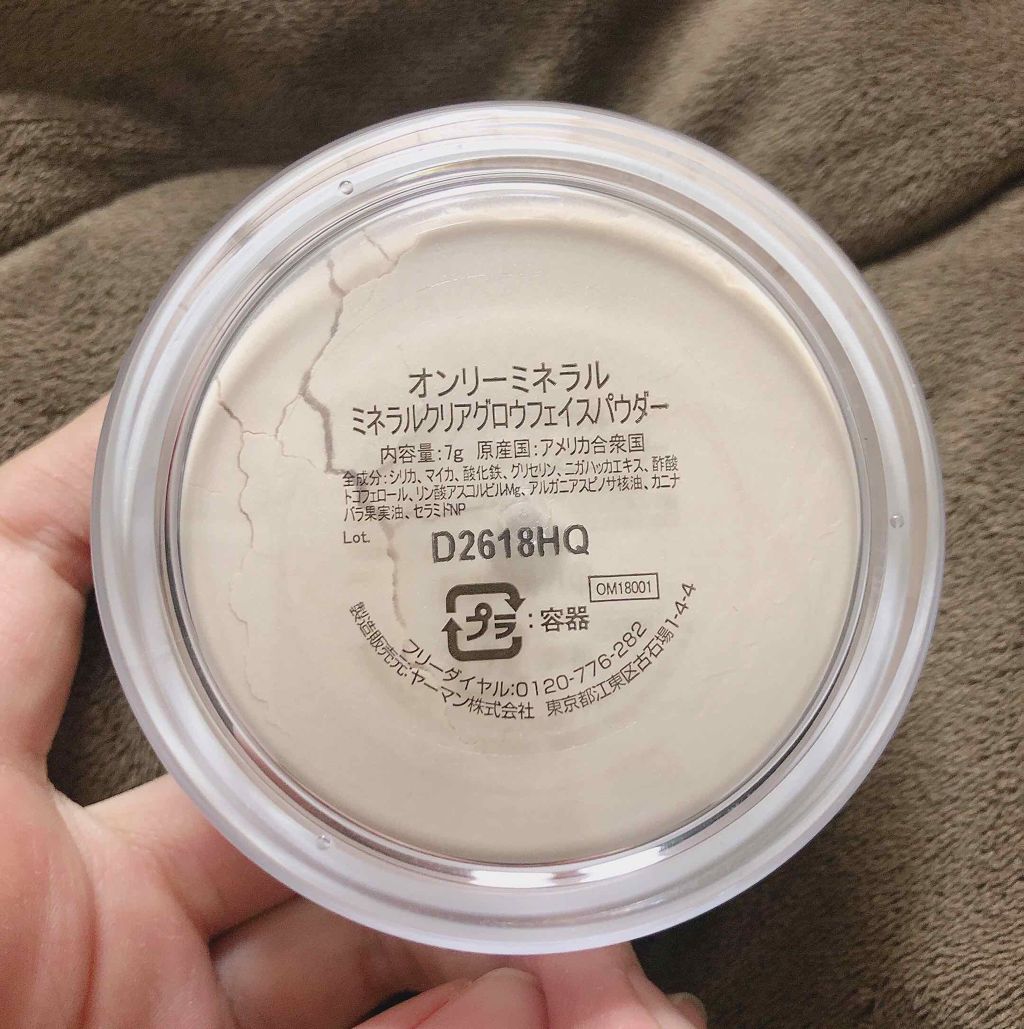 オンリーミネラル
ミネラルクリアグロウフェイスパウダー
内容量:7g 原産国:アメリカ合衆国
全成分:シリカ、マイカ、酸化鉄、グリセリン、ニガハッカエキス、酢酸
トコフェロール、リン酸アスコルビルMg、アルガニアスピノサ核油、カニナ
バラ果実油、セラミドNP
Lot. D2618HQ
OM18001
プラ:容器
フリーダイヤル:0120-776-282
製造販売元:ヤーマン株式会社 東京都江東区古石場1-4-4